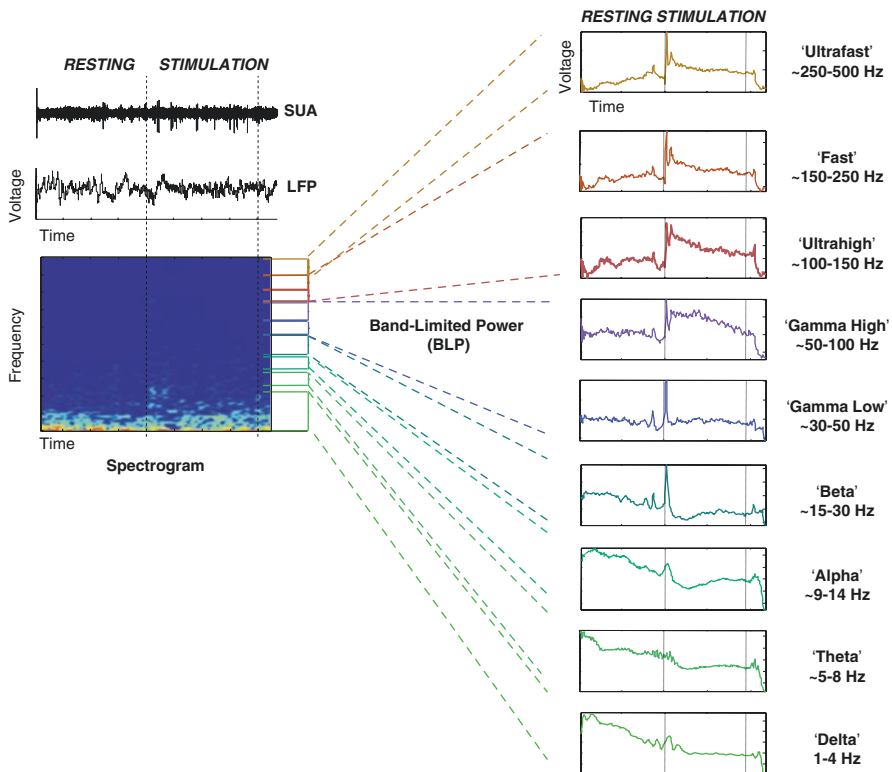 RESTING STIMULATION
SUA
Voltage
LFP
Time
Frequency
Time
Spectrogram
Band-Limited Power
(BLP)
RESTING STIMULATION
Voltage
Time
'Ultrafast'
~250-500 Hz
'Fast'
~150-250 Hz
'Ultrahigh'
~100-150 Hz
'Gamma High'
~50-100 Hz
'Gamma Low'
~30-50 Hz
'Beta'
~15-30 Hz
'Alpha'
~9-14 Hz
'Theta'
~5-8 Hz
'Delta'
1-4 Hz